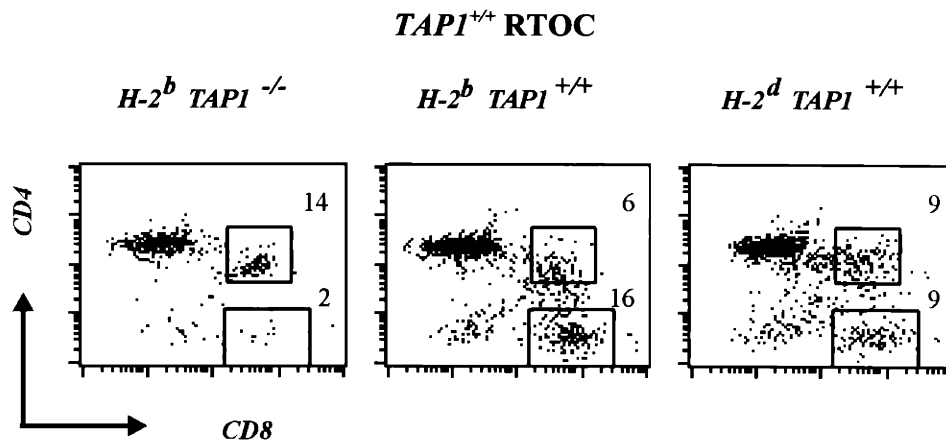 TAP1+/+ RTOC
H-2b TAP1 -/- H-2b TAP1 +/+ H-2d TAP1 +/+
CD4
14
2
6
16
9
9
CD8